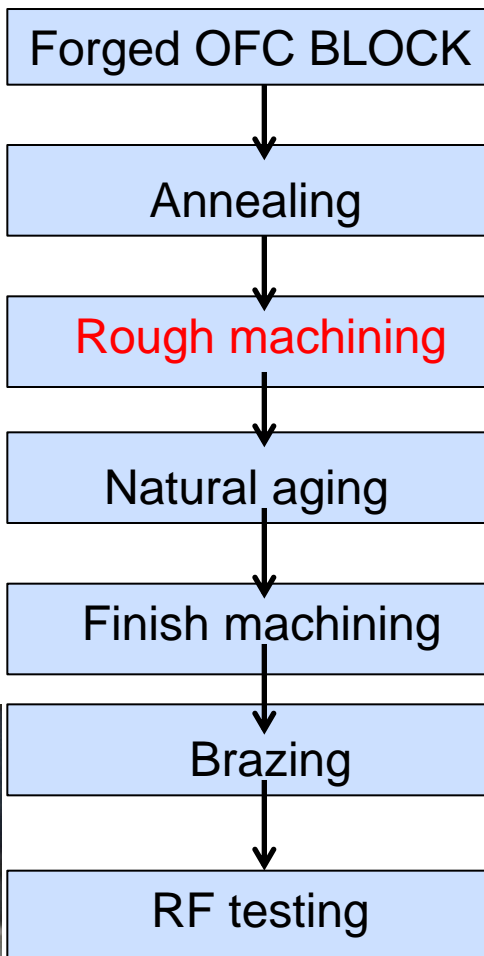 Forged OFC BLOCK
Annealing
Rough machining
Natural aging
Finish machining
Brazing
RF testing